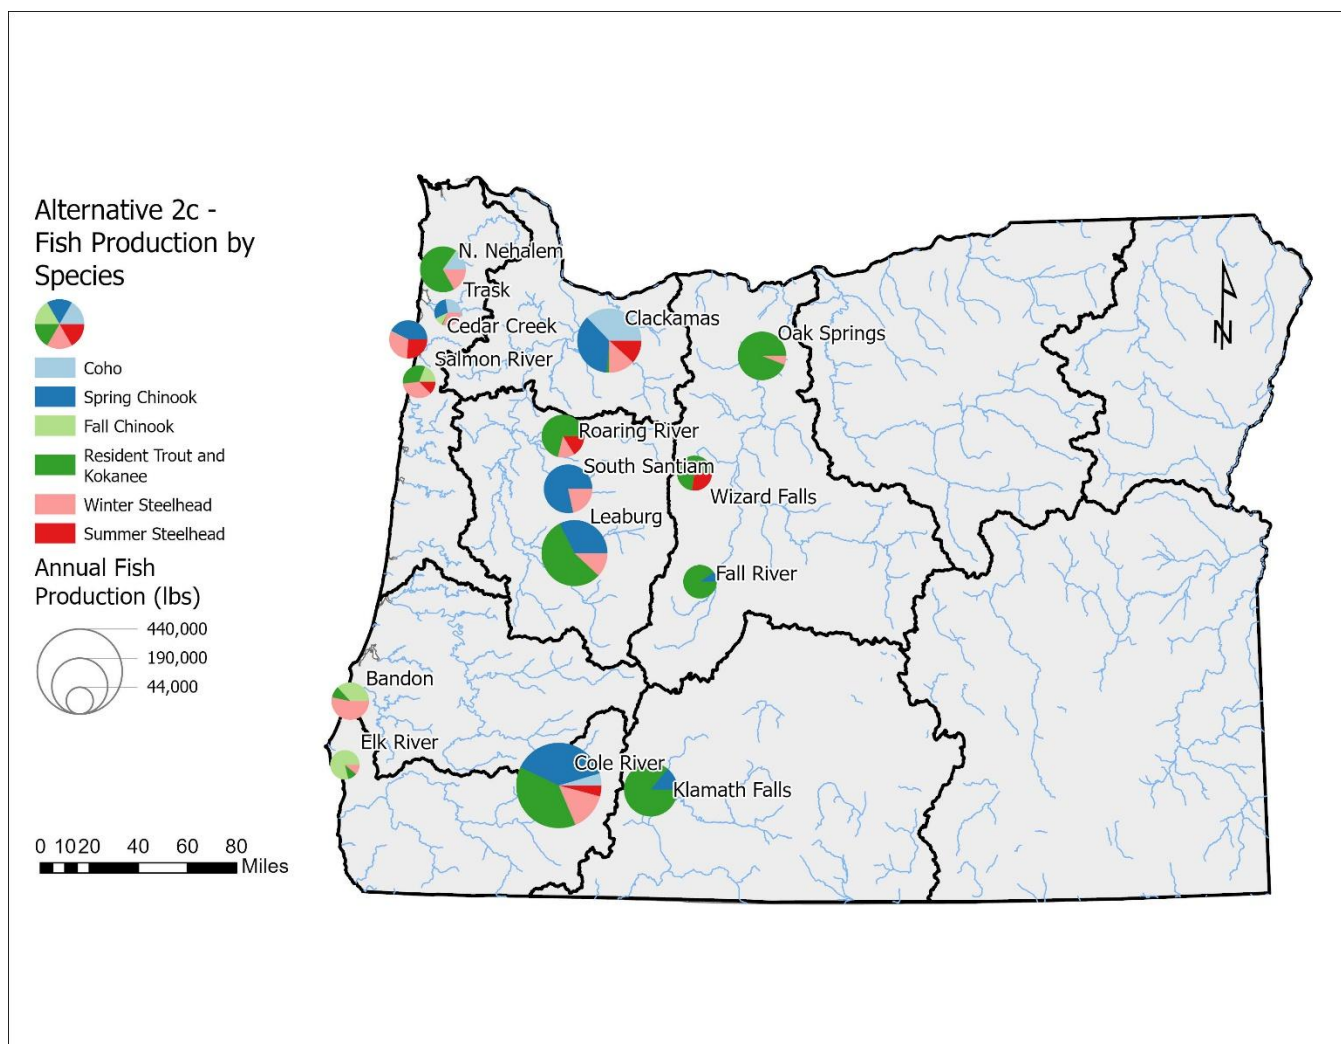 Alternative 2c -
Fish Production by
Species
Coho
Spring Chinook
Fall Chinook
Resident Trout and
Kokanee
Winter Steelhead
Summer Steelhead
Annual Fish
Production (lbs)
440,000
190,000
44,000
0 10 20 40 60 80
Miles
N. Nehalem
Trask
Cedar Creek
Salmon River
Clackamas
Oak Springs
Roaring River
South Santiam
Wizard Falls
Leaburg
Fall River
Bandon
Elk River
Cole River
Klamath Falls
N